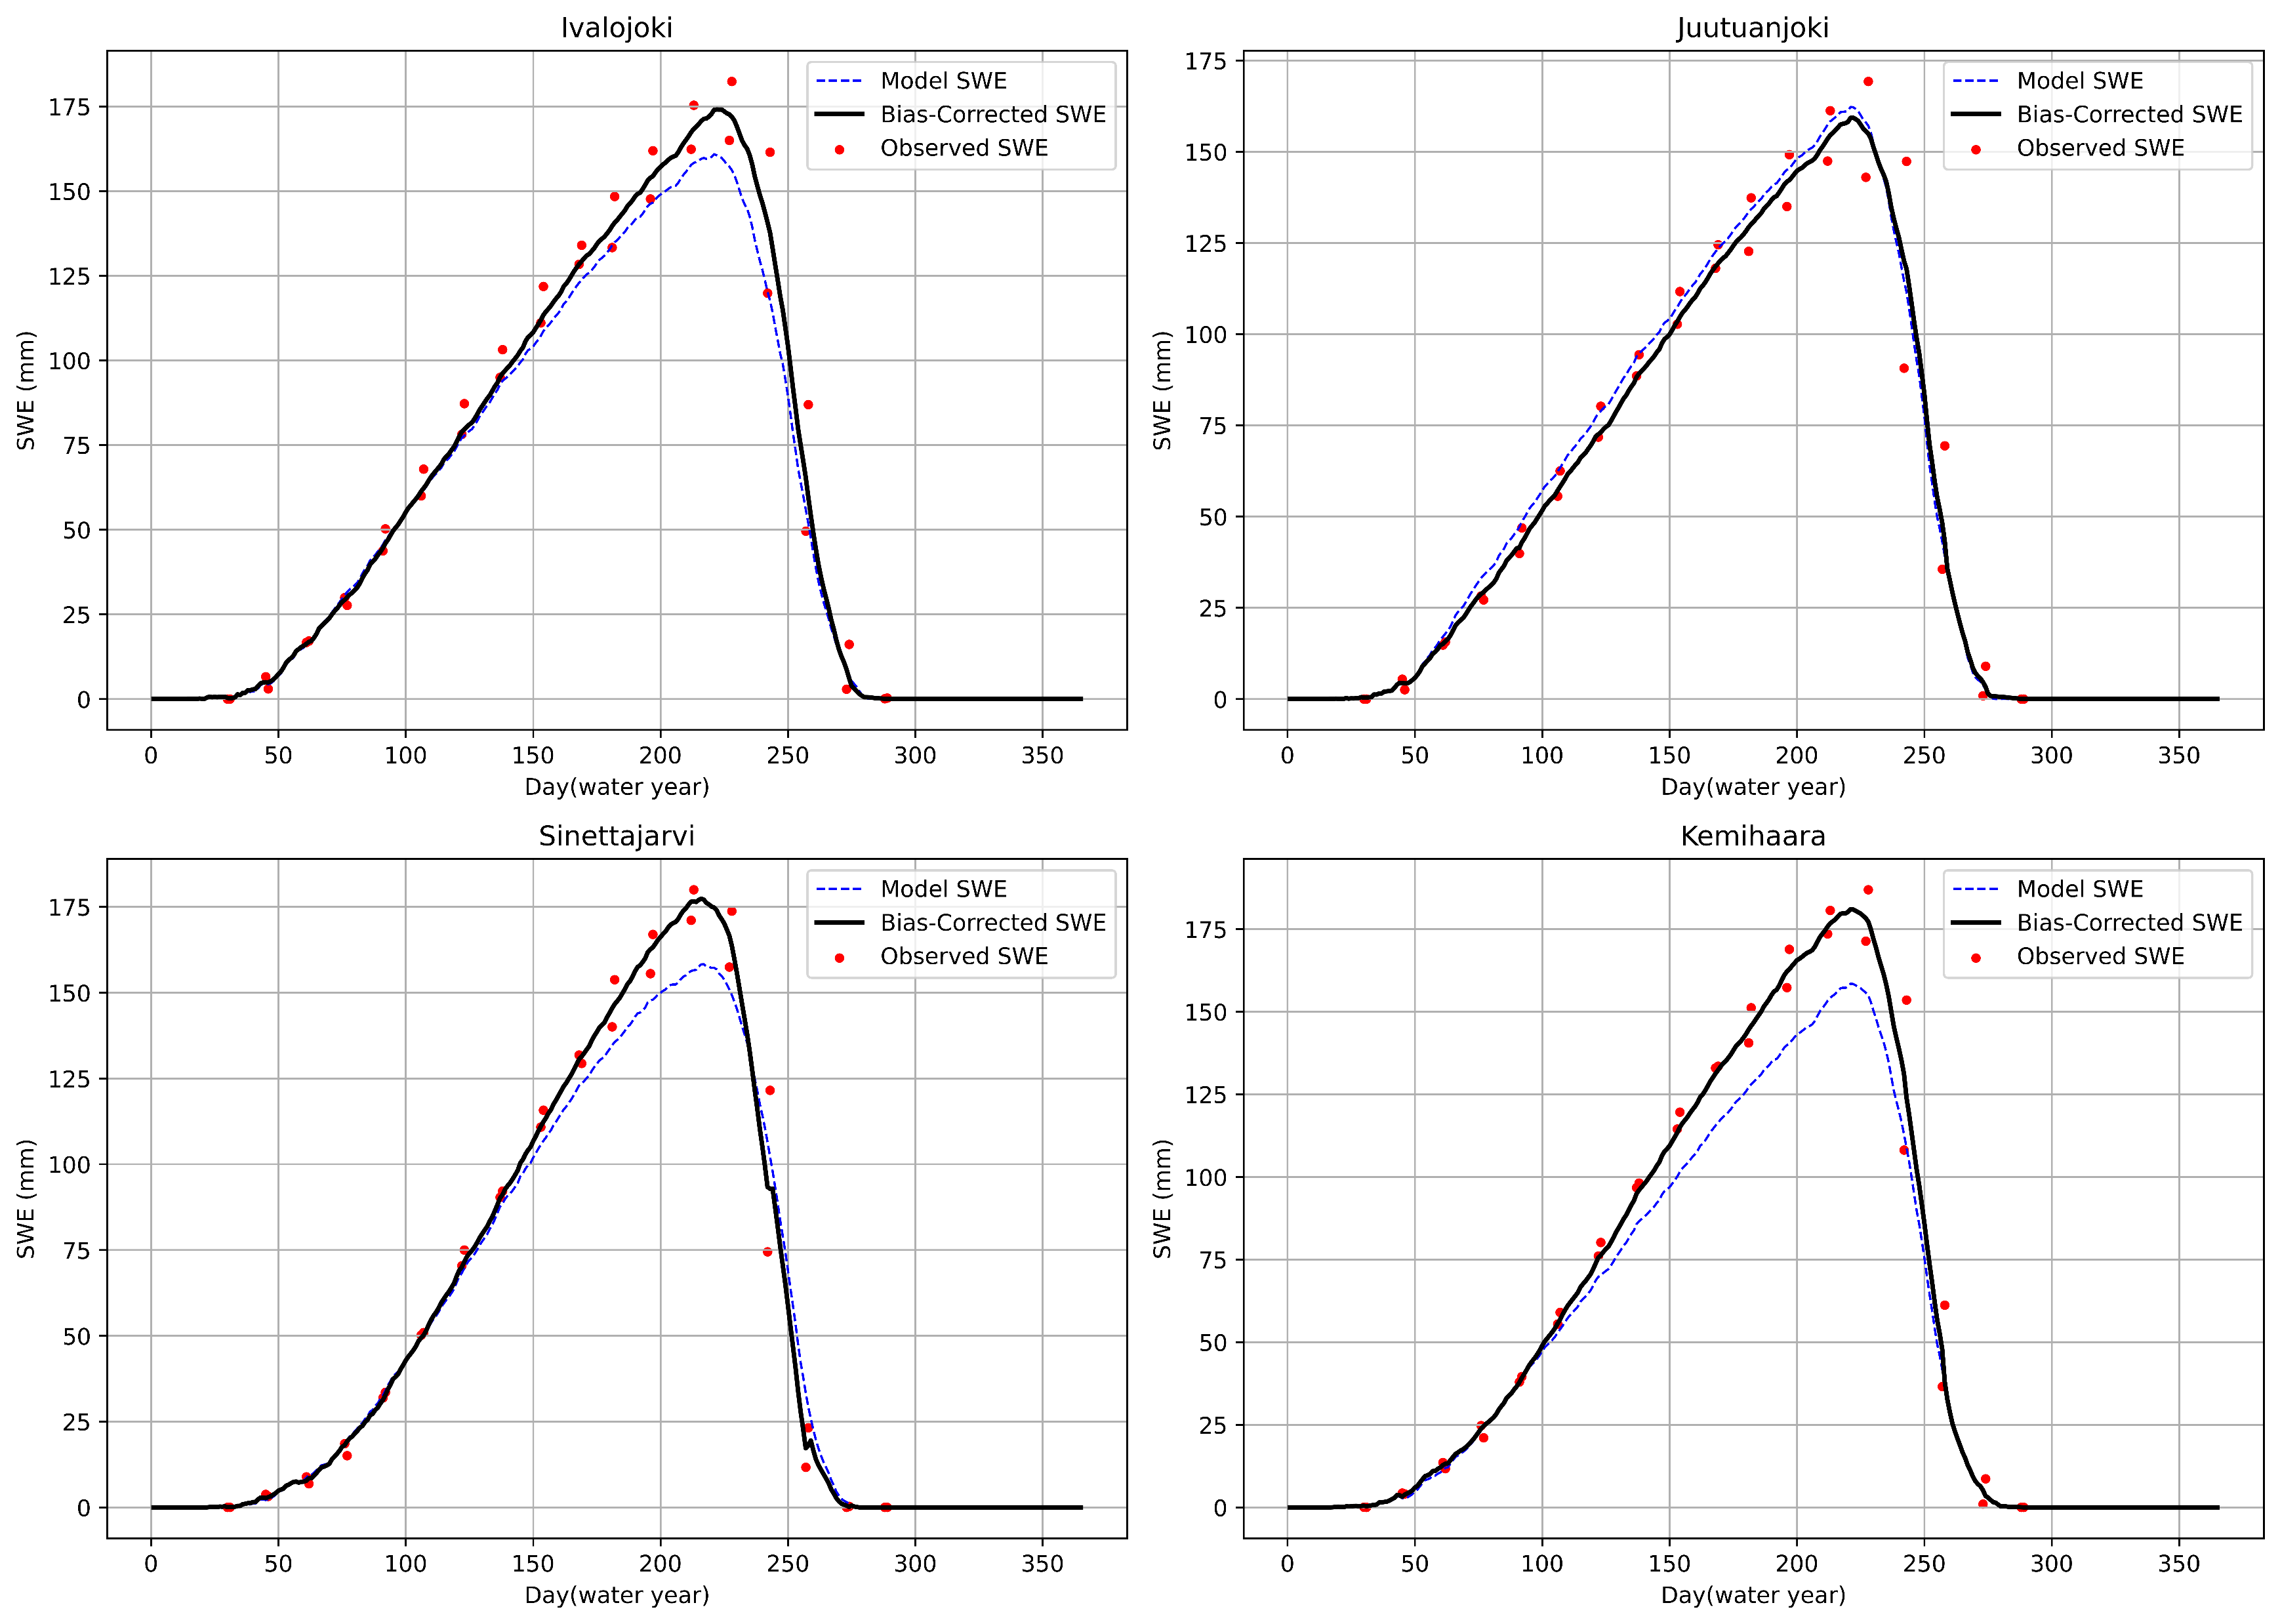 Ivalojoki
Model SWE
Bias-Corrected SWE
Observed SWE
SWE (mm)
175
150
125
100
75
50
25
0
0 50 100 150 200 250 300 350
Day(water year)
Juutuanjoki
Model SWE
Bias-Corrected SWE
Observed SWE
SWE (mm)
175
150
125
100
75
50
25
0
0 50 100 150 200 250 300 350
Day(water year)
Sinettajarvi
Model SWE
Bias-Corrected SWE
Observed SWE
SWE (mm)
175
150
125
100
75
50
25
0
0 50 100 150 200 250 300 350
Day(water year)
Kemihaara
Model SWE
Bias-Corrected SWE
Observed SWE
SWE (mm)
175
150
125
100
75
50
25
0
0 50 100 150 200 250 300 350
Day(water year)